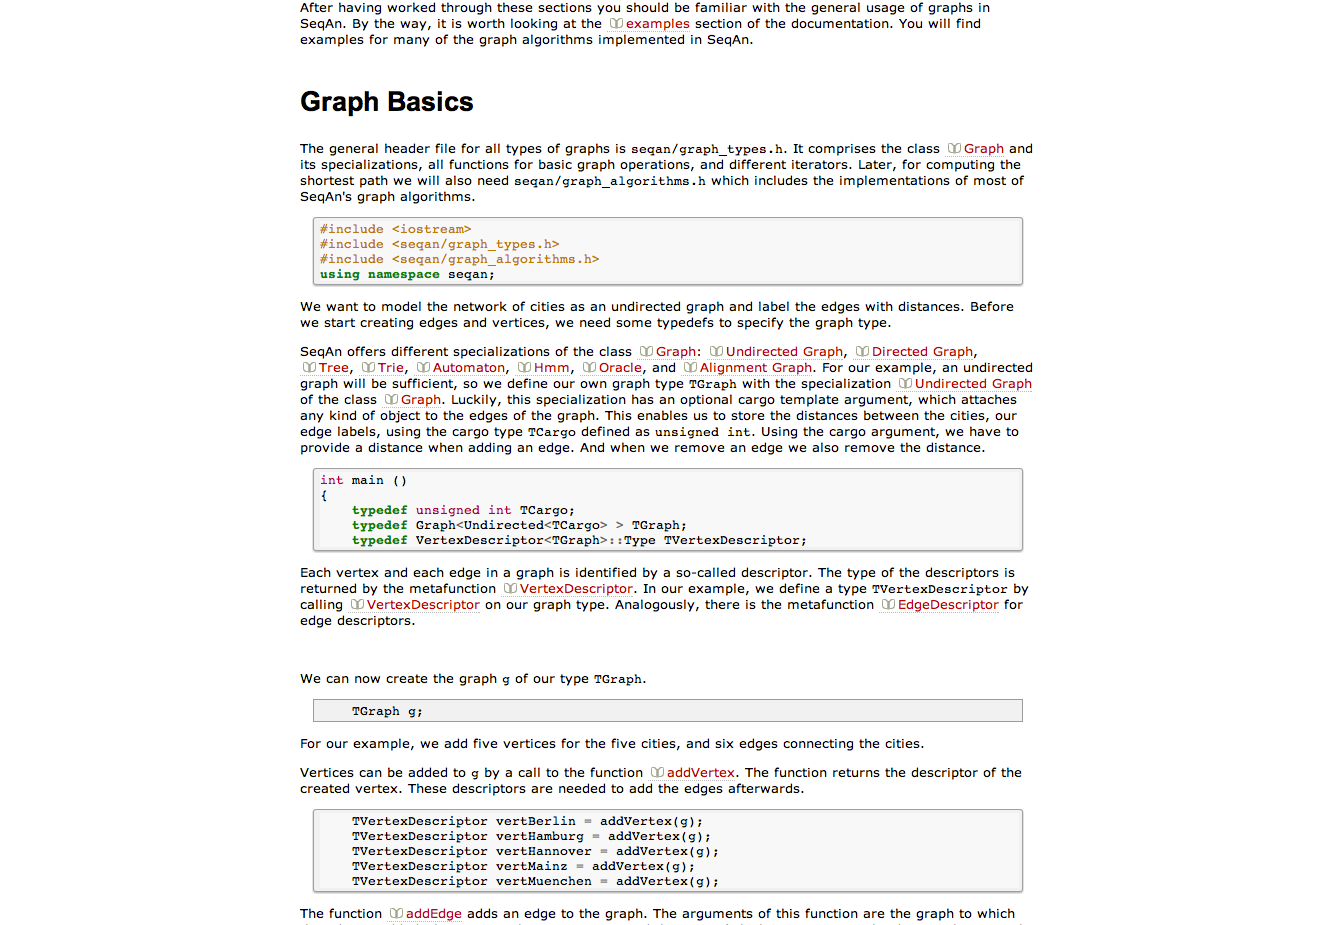 After having worked through these sections you should be familiar with the general usage of graphs in
SeqAn. By the way, it is worth looking at the examples section of the documentation. You will find
examples for many of the graph algorithms implemented in SeqAn.
Graph Basics
The general header file for all types of graphs is seqan/graph_types.h. It comprises the class Graph and
its specializations, all functions for basic graph operations, and different iterators. Later, for computing the
shortest path we will also need seqan/graph_algorithms.h which includes the implementations of most of
SeqAn's graph algorithms.
#include <iostream>
#include <seqan/graph_types.h>
#include <seqan/graph_algorithms.h>
using namespace seqan;
We want to model the network of cities as an undirected graph and label the edges with distances. Before
we start creating edges and vertices, we need some typedefs to specify the graph type.
SeqAn offers different specializations of the class Graph: Undirected Graph, Directed Graph,
Tree, Trie, Automaton, Hmm, Oracle, and Alignment Graph. For our example, an undirected
graph will be sufficient, so we define our own graph type TGraph with the specialization Undirected Graph
of the class Graph. Luckily, this specialization has an optional cargo template argument, which attaches
any kind of object to the edges of the graph. This enables us to store the distances between the cities, our
edge labels, using the cargo type TCargo defined as unsigned int. Using the cargo argument, we have to
provide a distance when adding an edge. And when we remove an edge we also remove the distance.
int main ()
{
    typedef unsigned int TCargo;
    typedef Graph<Undirected<TCargo> > TGraph;
    typedef VertexDescriptor<TGraph>::Type TVertexDescriptor;
Each vertex and each edge in a graph is identified by a so-called descriptor. The type of the descriptors is
returned by the metafunction VertexDescriptor. In our example, we define a type TVertexDescriptor by
calling VertexDescriptor on our graph type. Analogously, there is the metafunction EdgeDescriptor for
edge descriptors.
We can now create the graph g of our type TGraph.
    TGraph g;
For our example, we add five vertices for the five cities, and six edges connecting the cities.
Vertices can be added to g by a call to the function addVertex. The function returns the descriptor of the
created vertex. These descriptors are needed to add the edges afterwards.
    TVertexDescriptor vertBerlin = addVertex(g);
    TVertexDescriptor vertHamburg = addVertex(g);
    TVertexDescriptor vertHannover = addVertex(g);
    TVertexDescriptor vertMainz = addVertex(g);
    TVertexDescriptor vertMuenchen = addVertex(g);
The function addEdge adds an edge to the graph. The arguments of this function are the graph to which